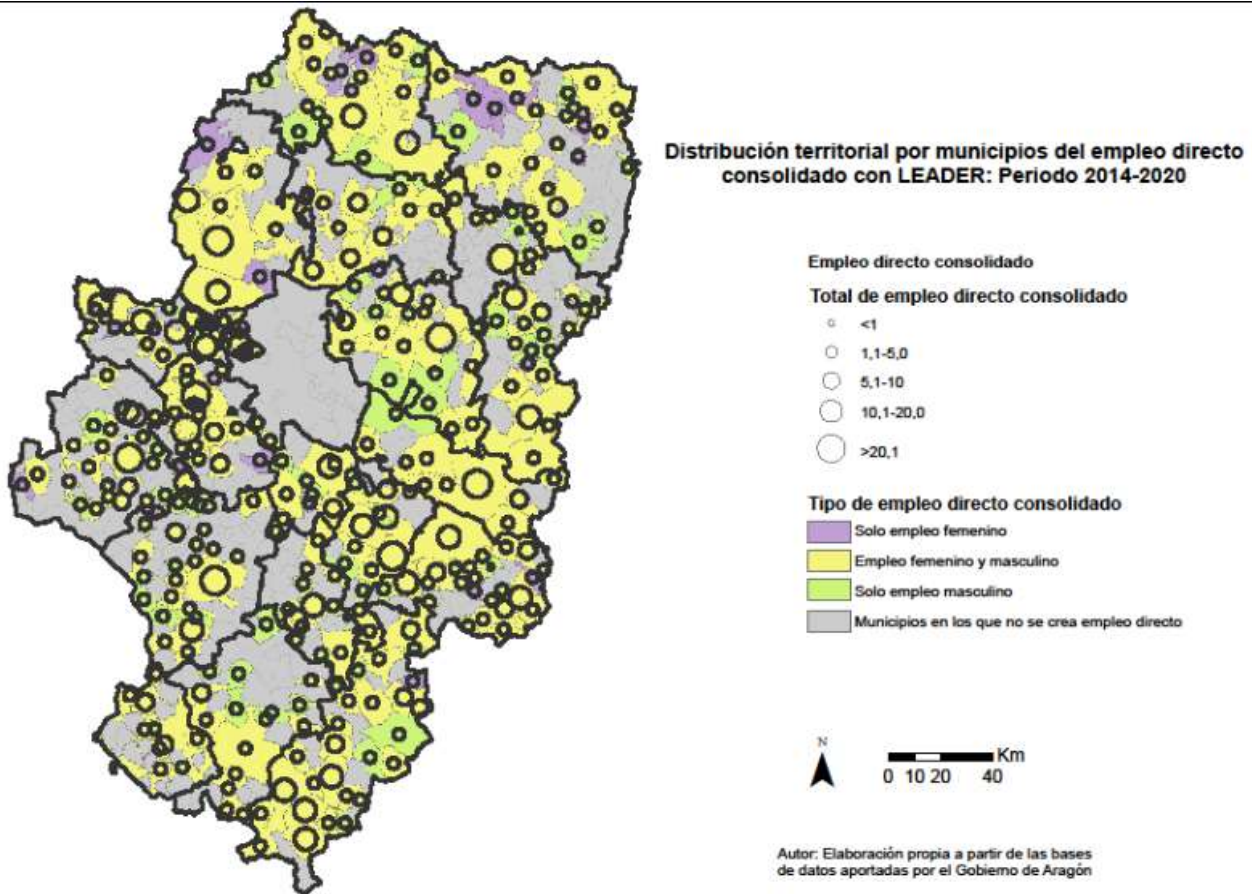 Distribución territorial por municipios del empleo directo
consolidado con LEADER: Periodo 2014-2020
Empleo directo consolidado
Total de empleo directo consolidado
<1
1,1-5,0
5,1-10
10,1-20,0
>20,1
Tipo de empleo directo consolidado
Solo empleo femenino
Empleo femenino y masculino
Solo empleo masculino
Municipios en los que no se crea empleo directo
N
Km
0 10 20 40
Autor: Elaboración propia a partir de las bases
de datos aportadas por el Gobierno de Aragón